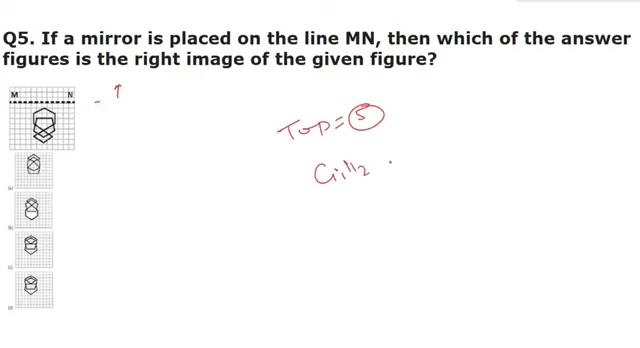 Q5. If a mirror is placed on the line MN, then which of the answer
figures is the right image of the given figure?
M N
Top = 5
(a)
(b)
(c)
(d)